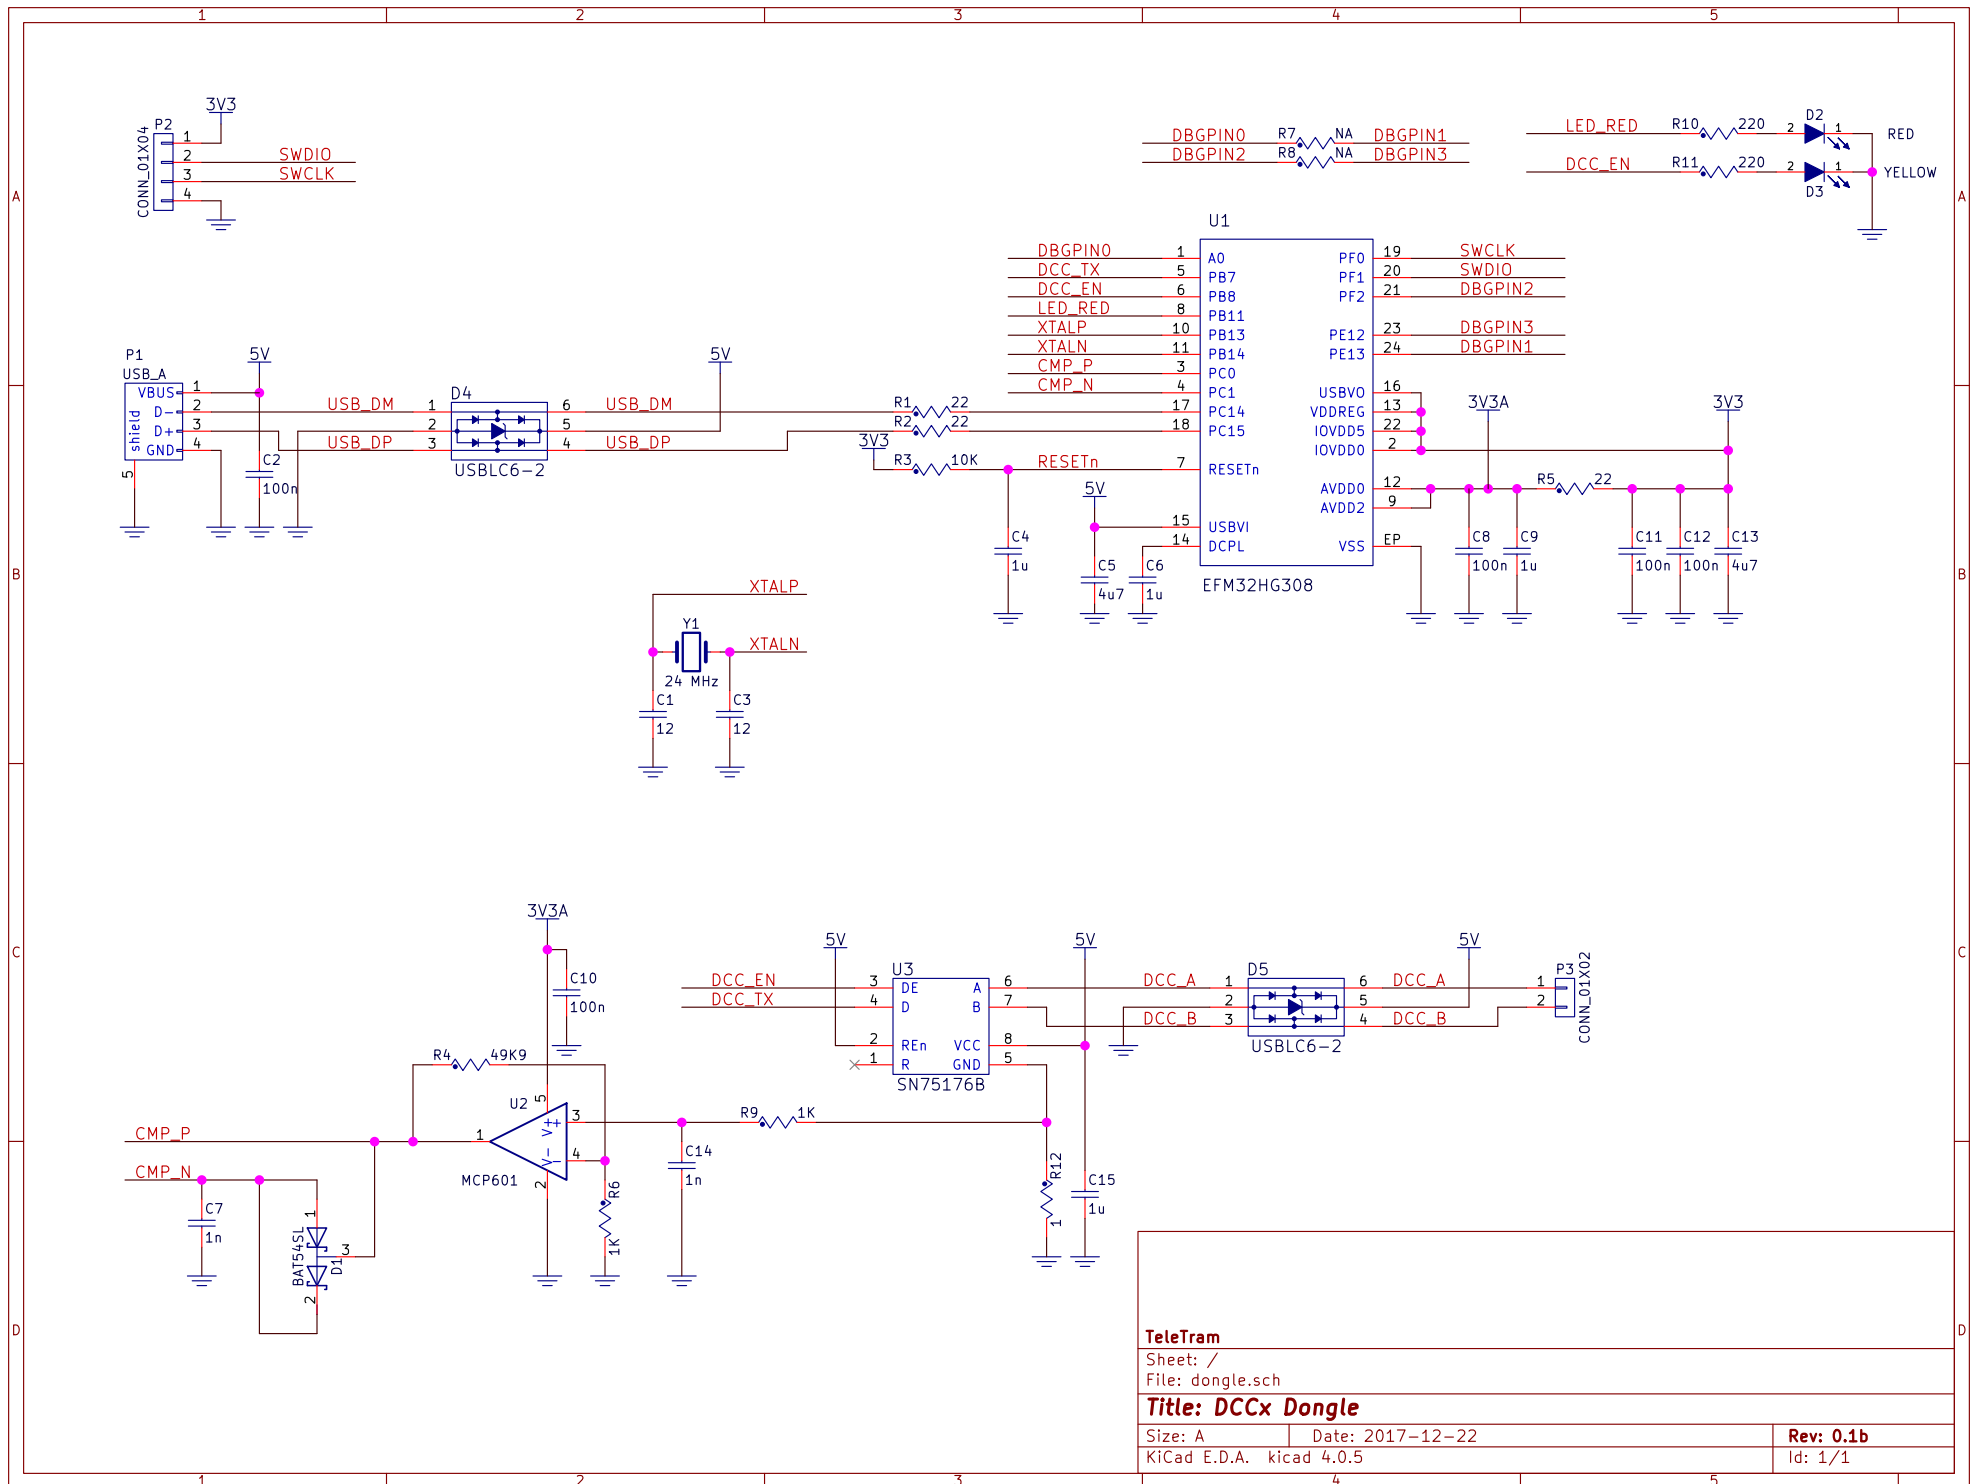 1 2 3 4 5
A
B
C
D
A
B
C
D
3V3
P2
CONN_01X04
1
2 SWDIO
3 SWCLK
4
DBGPIN0 R7 NA DBGPIN1
DBGPIN2 R8 NA DBGPIN3
LED_RED R10 220 2 D2 1 RED
DCC_EN R11 220 2 D3 1 YELLOW
U1
DBGPIN0 1 A0
DCC_TX 5 PB7
DCC_EN 6 PB8
LED_RED 8 PB11
XTALP 10 PB13
XTALN 11 PB14
CMP_P 3 PC0
CMP_N 4 PC1
17 PC14
18 PC15
7 RESETn
15 USBVI
14 DCPL
PF0 19 SWCLK
PF1 20 SWDIO
PF2 21 DBGPIN2
PE12 23 DBGPIN3
PE13 24 DBGPIN1
USBVO 16
VDDREG 13
IOVDD5 22
IOVDD0 2
AVDD0 12
AVDD2 9
VSS EP
EFM32HG308
P1
USB_A
VBUS 1
D- 2
D+ 3
GND 4
shield
5
5V
C2
100n
USB_DM
USB_DP
D4
1 6
2 5
3 4
USBLC6-2
USB_DM
USB_DP
5V
R1 22
R2 22
3V3
R3 10K
RESETn
C4
1u
5V
C5
4u7
C6
1u
3V3A
3V3
R5 22
C8
100n
C9
1u
C11
100n
C12
100n
C13
4u7
XTALP
Y1
XTALN
24 MHz
C1
12
C3
12
3V3A
C10
100n
R4 49K9
U2
5
V+
+
3
1
V-
-
4
2
MCP601
R6
1K
CMP_P
CMP_N
C7
1n
1
BAT54SL
3
D1
2
C14
1n
R9 1K
5V
U3
DCC_EN 3 DE
DCC_TX 4 D
2 REn
1 R
A 6
B 7
VCC 8
GND 5
SN75176B
5V
R12
1
C15
1u
DCC_A
DCC_B
D5
1 6
2 5
3 4
USBLC6-2
5V
DCC_A
DCC_B
P3
1
2
CONN_01X02
TeleTram
Sheet: /
File: dongle.sch
Title: DCCx Dongle
Size: A Date: 2017-12-22 Rev: 0.1b
KiCad E.D.A. kicad 4.0.5 Id: 1/1
1 2 3 4 5